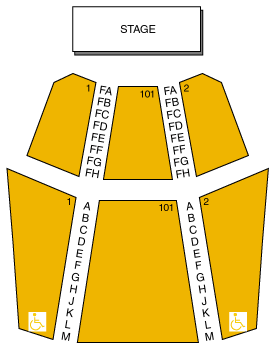 STAGE
1 FA 101 FA 2
FB FB
FC FC
FD FD
FE FE
FF FF
FG FG
FH FH
1 A 101 A 2
B B
C C
D D
E E
F F
G G
H H
J J
K K
L L
M M